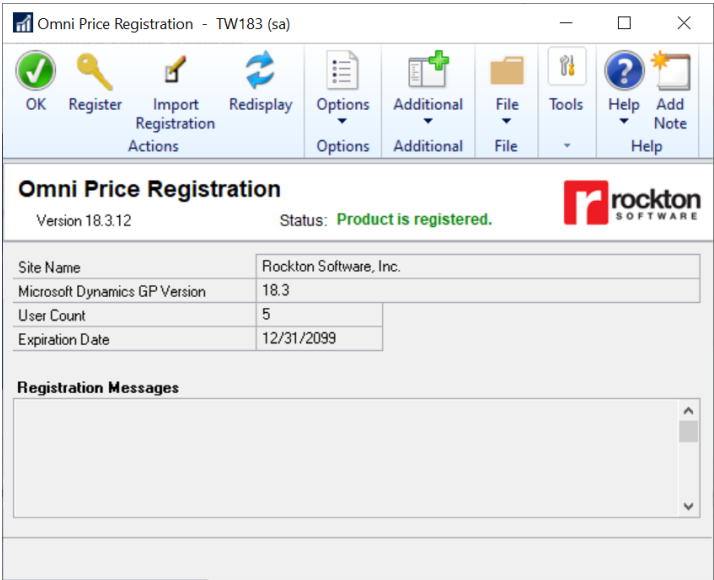 Omni Price Registration  -  TW183 (sa)
OK
Register
Import
Registration
Redisplay
Options
Additional
File
Tools
Help
Add
Note
Actions
Options
Additional
File
Help
Omni Price Registration
Version 18.3.12
Status: Product is registered.
rockton
SOFTWARE
Site Name
Rockton Software, Inc.
Microsoft Dynamics GP Version
18.3
User Count
5
Expiration Date
12/31/2099
Registration Messages